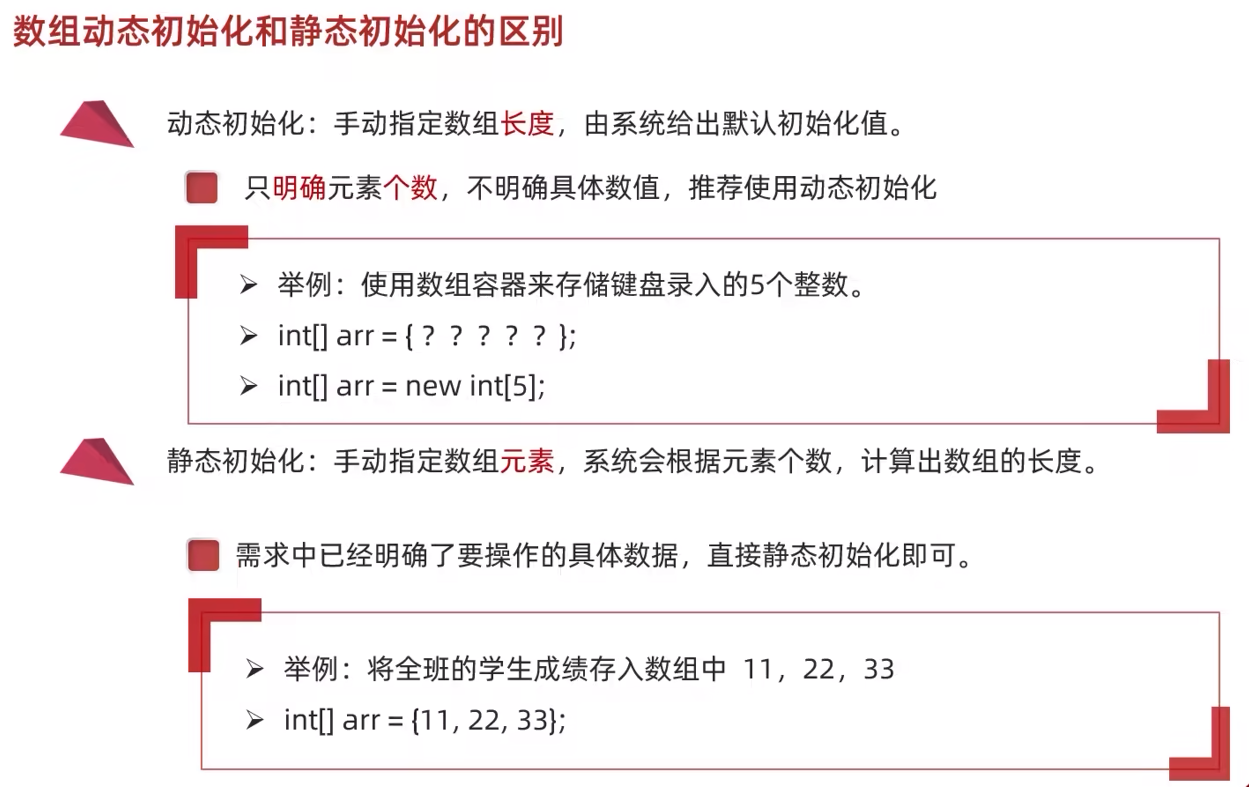 数组动态初始化和静态初始化的区别
动态初始化：手动指定数组长度，由系统给出默认初始化值。
只明确元素个数，不明确具体数值，推荐使用动态初始化
举例：使用数组容器来存储键盘录入的5个整数。
int[] arr = { ？ ？ ？ ？ ？ };
int[] arr = new int[5];
静态初始化：手动指定数组元素，系统会根据元素个数，计算出数组的长度。
需求中已经明确了要操作的具体数据，直接静态初始化即可。
举例：将全班的学生成绩存入数组中 11，22，33
int[] arr = {11, 22, 33};